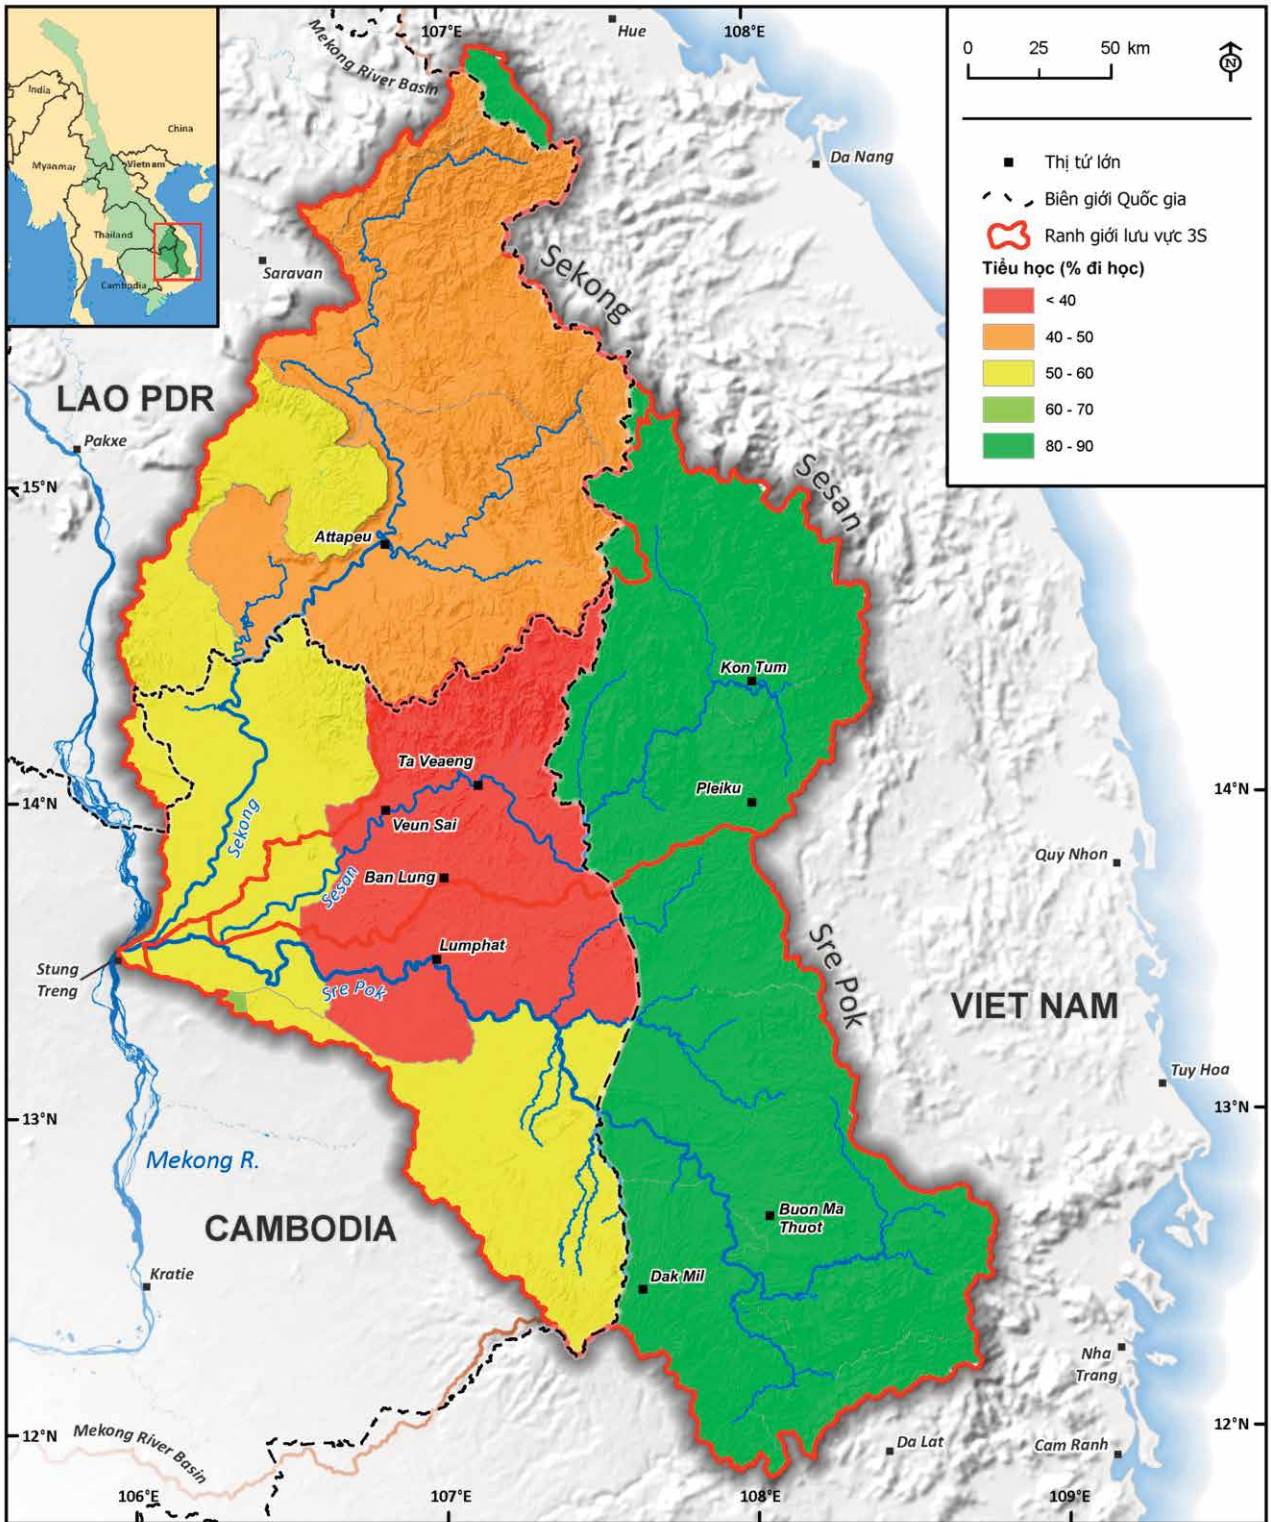 107°E
108°E
Hue
Mekong River Basin
0 25 50 km
N
India
China
Myanmar
Vietnam
Thailand
Cambodia
Da Nang
Thị tứ lớn
Biên giới Quốc gia
Ranh giới lưu vực 3S
Tiểu học (% đi học)
< 40
40 - 50
50 - 60
60 - 70
80 - 90
Saravan
Sekong
LAO PDR
Pakxe
Sesan
15°N
Attapeu
Kon Tum
Ta Veaeng
Pleiku
14°N
14°N
Sekong
Veun Sai
Quy Nhon
Ban Lung
Sesan
Lumphat
Sre Pok
Stung
Treng
Sre Pok
VIET NAM
Tuy Hoa
13°N
13°N
Mekong R.
CAMBODIA
Buon Ma
Thuot
Kratie
Dak Mil
Nha
Trang
12°N
12°N
Mekong River Basin
Da Lat
Cam Ranh
106°E
107°E
108°E
109°E